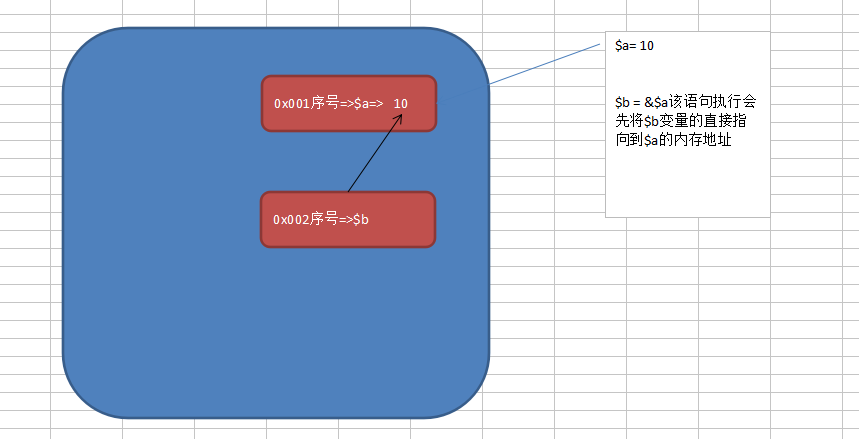 $a= 10
0x001序号=>$a=> 10
$b = &$a该语句执行会
先将$b变量的直接指
向到$a的内存地址
0x002序号=>$b